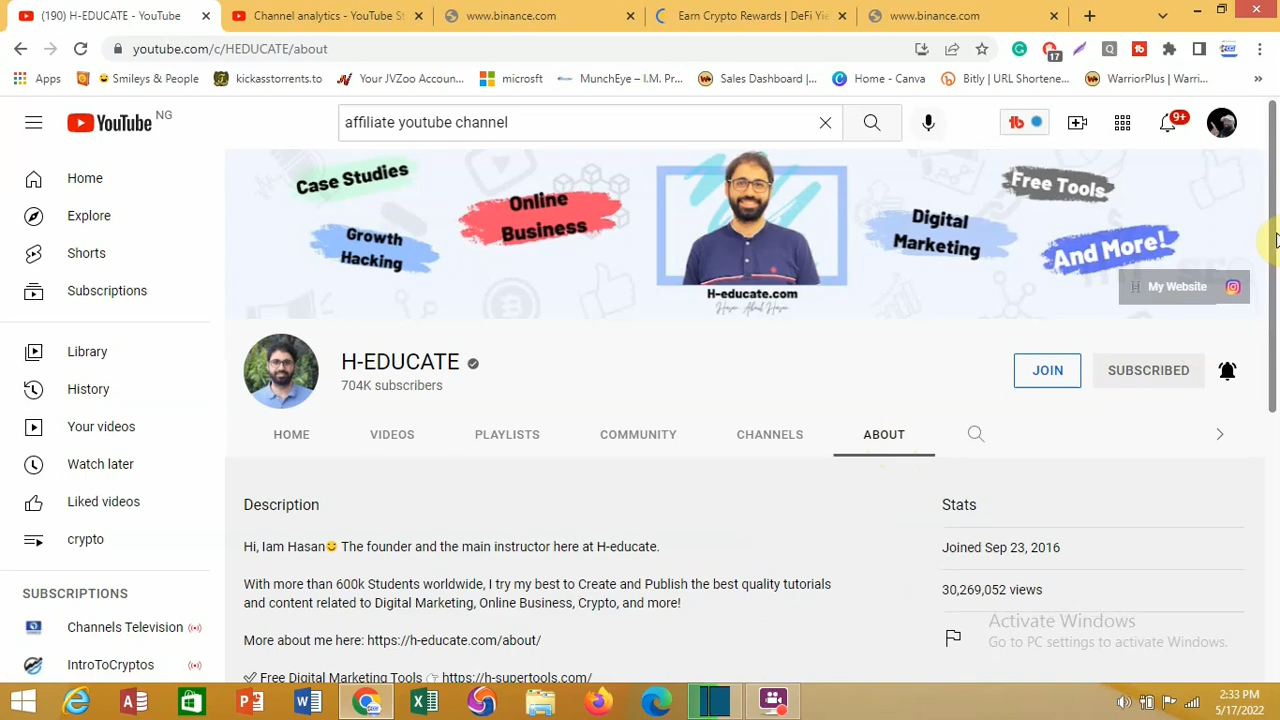 (190) H-EDUCATE - YouTube
Channel analytics - YouTube St
www.binance.com
Earn Crypto Rewards | DeFi Yie
www.binance.com
youtube.com/c/HEDUCATE/about
17
Apps
Smileys & People
kickasstorrents.to
Your JVZoo Accoun...
microsft
MunchEye – I.M. Pr...
Sales Dashboard |...
Home - Canva
Bitly | URL Shortene...
WarriorPlus | Warri...
»
YouTube NG
affiliate youtube channel
tb
9+
Home
Explore
Shorts
Subscriptions
Library
History
Your videos
Watch later
Liked videos
crypto
SUBSCRIPTIONS
Channels Television
IntroToCryptos
Case Studies
Growth
Hacking
Online
Business
H-educate.com
Digital
Marketing
Free Tools
And More!
My Website
H-EDUCATE
704K subscribers
JOIN
SUBSCRIBED
HOME
VIDEOS
PLAYLISTS
COMMUNITY
CHANNELS
ABOUT
Description
Hi, Iam Hasan🙂 The founder and the main instructor here at H-educate.
With more than 600k Students worldwide, I try my best to Create and Publish the best quality tutorials
and content related to Digital Marketing, Online Business, Crypto, and more!
More about me here: https://h-educate.com/about/
✅ Free Digital Marketing Tools 👉 https://h-supertools.com/
Stats
Joined Sep 23, 2016
30,269,052 views
Activate Windows
Go to PC settings to activate Windows.
2:33 PM
5/17/2022